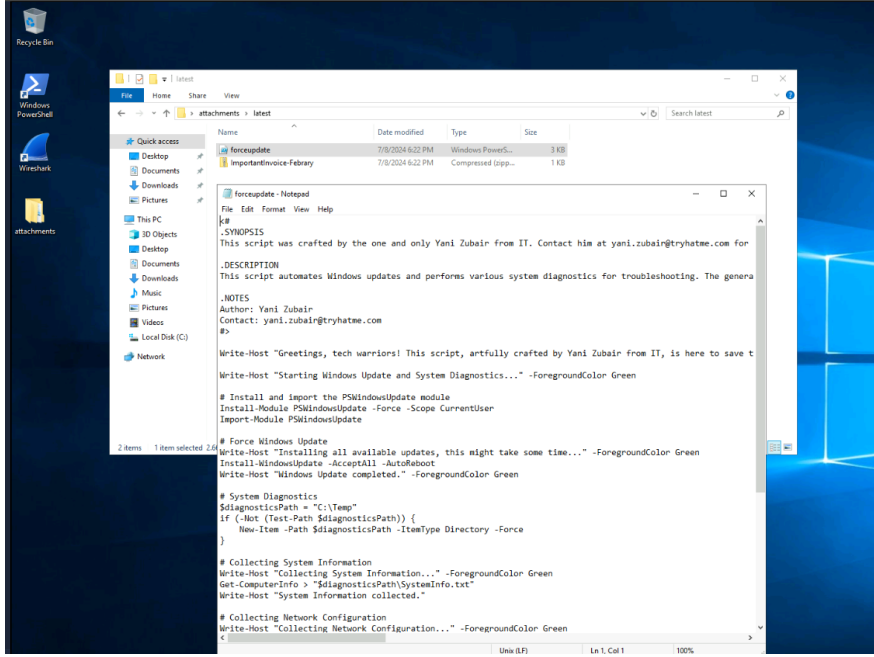 Recycle Bin
Windows
PowerShell
Wireshark
attachments
latest
File Home Share View
attachments > latest
Search latest
Name Date modified Type Size
Quick access
Desktop
Documents
Downloads
Pictures
This PC
3D Objects
Desktop
Documents
Downloads
Music
Pictures
Videos
Local Disk (C:)
Network
forceupdate 7/8/2024 6:22 PM Windows PowerS... 3 KB
ImportantInvoice-Febrary 7/8/2024 6:22 PM Compressed (zipp... 1 KB
2 items 1 item selected
forceupdate - Notepad
File Edit Format View Help
<#
.SYNOPSIS
This script was crafted by the one and only Yani Zubair from IT. Contact him at yani.zubair@tryhatme.com for
.DESCRIPTION
This script automates Windows updates and performs various system diagnostics for troubleshooting. The genera
.NOTES
Author: Yani Zubair
Contact: yani.zubair@tryhatme.com
#>
Write-Host "Greetings, tech warriors! This script, artfully crafted by Yani Zubair from IT, is here to save t
Write-Host "Starting Windows Update and System Diagnostics..." -ForegroundColor Green
# Install and import the PSWindowsUpdate module
Install-Module PSWindowsUpdate -Force -Scope CurrentUser
Import-Module PSWindowsUpdate
# Force Windows Update
Write-Host "Installing all available updates, this might take some time..." -ForegroundColor Green
Install-WindowsUpdate -AcceptAll -AutoReboot
Write-Host "Windows Update completed." -ForegroundColor Green
# System Diagnostics
$diagnosticsPath = "C:\Temp"
if (-Not (Test-Path $diagnosticsPath)) {
New-Item -Path $diagnosticsPath -ItemType Directory -Force
}
# Collecting System Information
Write-Host "Collecting System Information..." -ForegroundColor Green
Get-ComputerInfo > "$diagnosticsPath\SystemInfo.txt"
Write-Host "System Information collected."
# Collecting Network Configuration
Write-Host "Collecting Network Configuration..." -ForegroundColor Green
Unix (LF) Ln 1, Col 1 100%